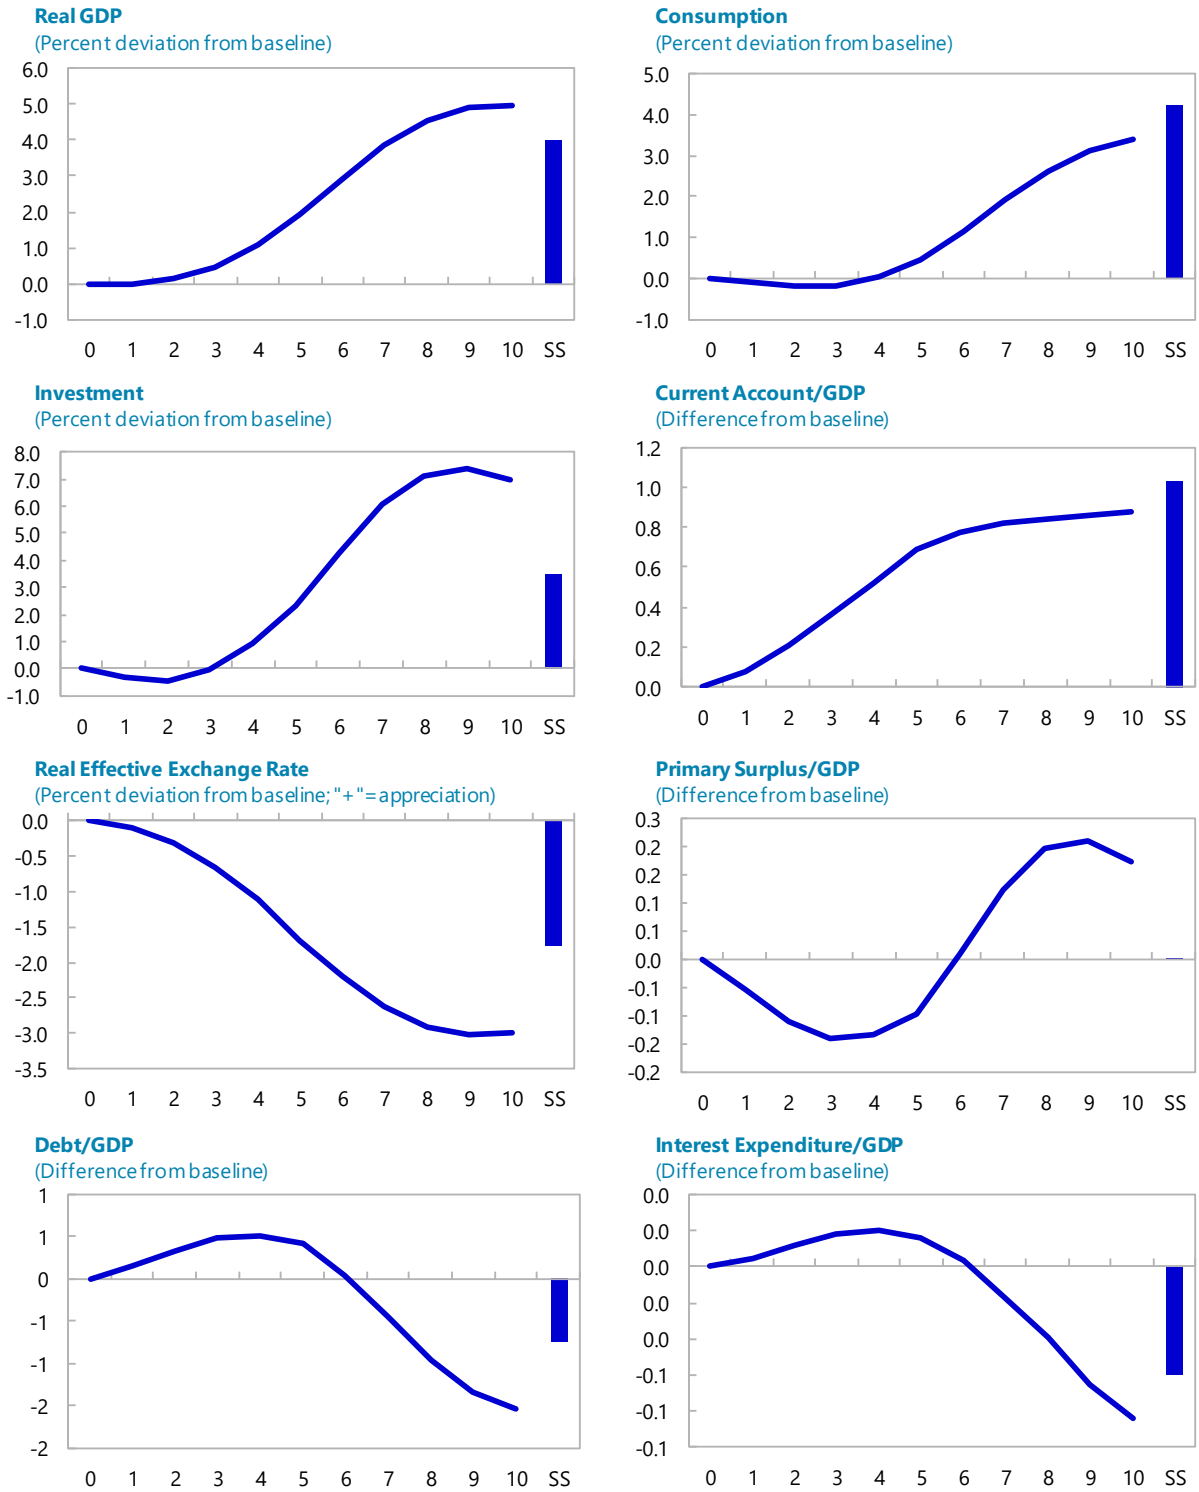 Real GDP
(Percent deviation from baseline)
6.0
5.0
4.0
3.0
2.0
1.0
0.0
-1.0
0 1 2 3 4 5 6 7 8 9 10 SS
Consumption
(Percent deviation from baseline)
5.0
4.0
3.0
2.0
1.0
0.0
-1.0
0 1 2 3 4 5 6 7 8 9 10 SS
Investment
(Percent deviation from baseline)
8.0
7.0
6.0
5.0
4.0
3.0
2.0
1.0
0.0
-1.0
0 1 2 3 4 5 6 7 8 9 10 SS
Current Account/GDP
(Difference from baseline)
1.2
1.0
0.8
0.6
0.4
0.2
0.0
0 1 2 3 4 5 6 7 8 9 10 SS
Real Effective Exchange Rate
(Percent deviation from baseline; "+"= appreciation)
0.0
-0.5
-1.0
-1.5
-2.0
-2.5
-3.0
-3.5
0 1 2 3 4 5 6 7 8 9 10 SS
Primary Surplus/GDP
(Difference from baseline)
0.3
0.2
0.2
0.1
0.1
0.0
-0.1
-0.1
-0.2
-0.2
0 1 2 3 4 5 6 7 8 9 10 SS
Debt/GDP
(Difference from baseline)
1
1
0
-1
-1
-2
-2
0 1 2 3 4 5 6 7 8 9 10 SS
Interest Expenditure/GDP
(Difference from baseline)
0.0
0.0
0.0
0.0
0.0
-0.1
-0.1
-0.1
0 1 2 3 4 5 6 7 8 9 10 SS